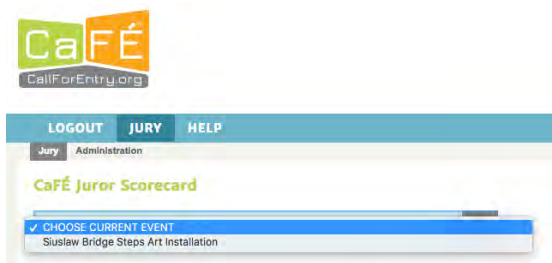 CaFÉ
CallForEntry.org
LOGOUT JURY HELP
Jury Administration
CaFÉ Juror Scorecard
✓ CHOOSE CURRENT EVENT
Siuslaw Bridge Steps Art Installation